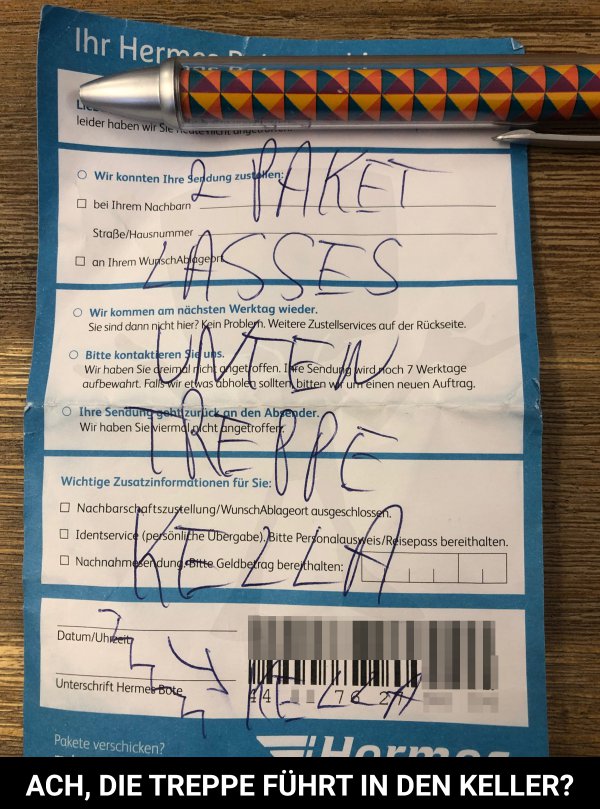 Ihr Hermes
leider haben wir Sie heute nicht angetroffen.
Wir konnten Ihre Sendung zustellen:
2 PAKET
bei Ihrem Nachbarn
Straße/Hausnummer
LASSES
an Ihrem WunschAblageort
Wir kommen am nächsten Werktag wieder.
Sie sind dann nicht hier? Kein Problem. Weitere Zustellservices auf der Rückseite.
UNTEN
Bitte kontaktieren Sie uns.
Wir haben Sie dreimal nicht angetroffen. Ihre Sendung wird noch 7 Werktage
aufbewahrt. Falls wir etwas abholen sollten, bitten wir um einen neuen Auftrag.
Ihre Sendung geht zurück an den Absender.
Wir haben Sie viermal nicht angetroffen.
TREPPE
Wichtige Zusatzinformationen für Sie:
Nachbarschaftszustellung/WunschAblageort ausgeschlossen.
Identservice (persönliche Übergabe). Bitte Personalausweis/Reisepass bereithalten.
KELLA
Nachnahmesendung. Bitte Geldbetrag bereithalten:
Datum/Uhrzeit
Unterschrift Hermes Bote
KELLA
Pakete verschicken?
Hermes
ACH, DIE TREPPE FÜHRT IN DEN KELLER?